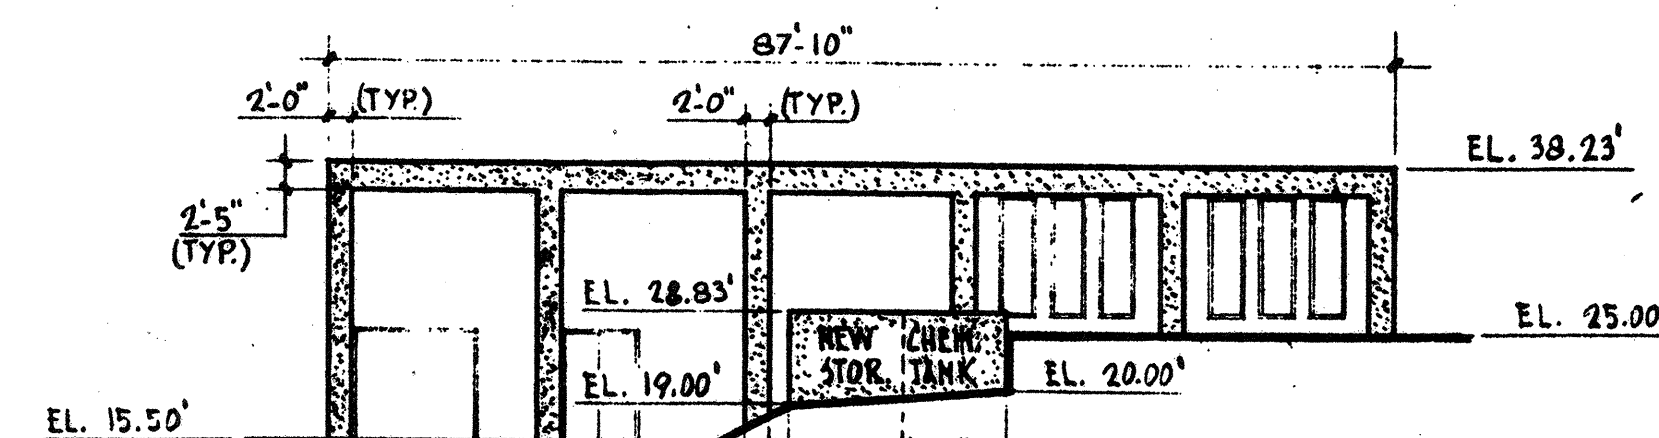 87'-10"
2'-0" (TYP.)
2'-0" (TYP.)
EL. 38.23'
2'-5"
(TYP.)
EL. 28.83'
EL. 25.00
NEW CHEM.
STOR. TANK
EL. 19.00'
EL. 20.00'
EL. 15.50'